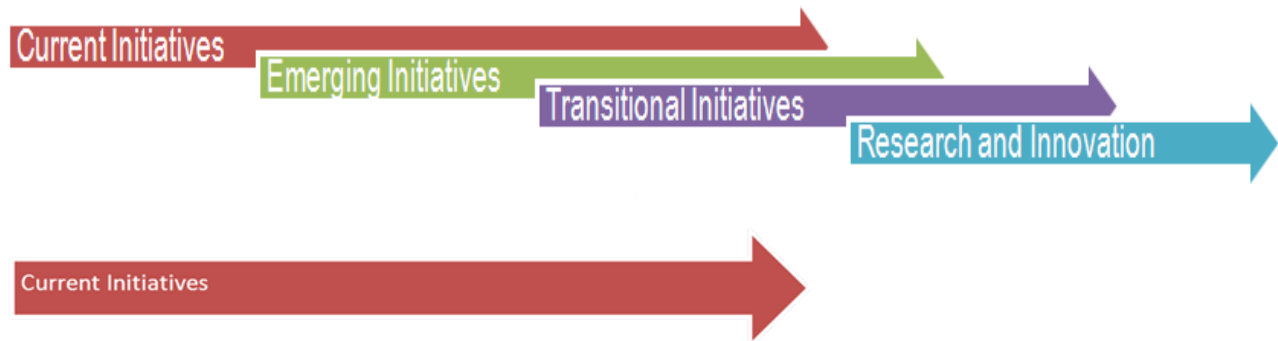 Current Initiatives
Emerging Initiatives
Transitional Initiatives
Research and Innovation
Current Initiatives